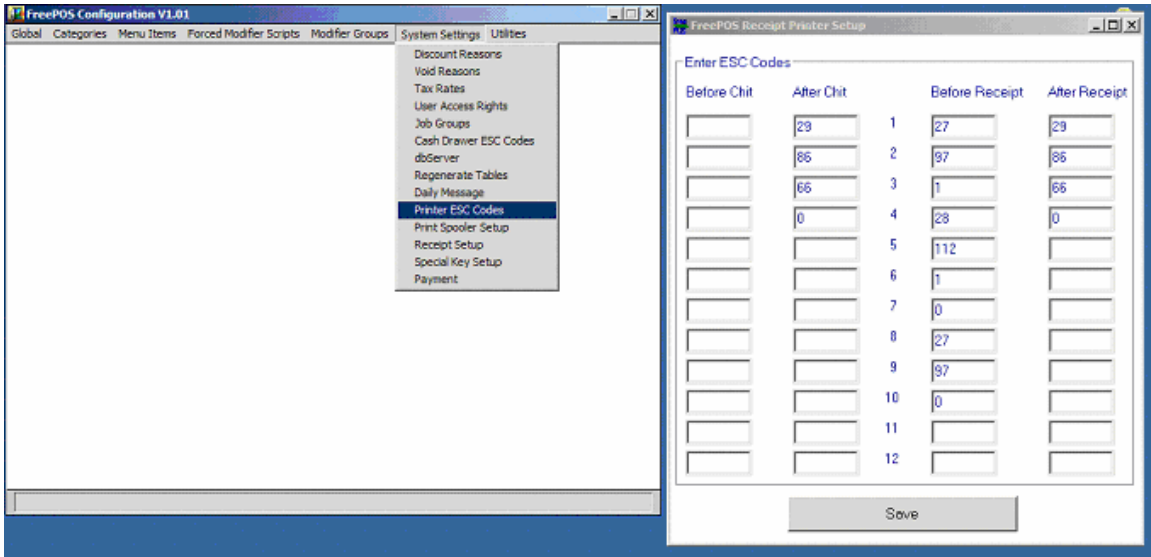 FreePOS Configuration V1.01
Global Categories Menu Items Forced Modifier Scripts Modifier Groups System Settings Utilities
Discount Reasons
Void Reasons
Tax Rates
User Access Rights
Job Groups
Cash Drawer ESC Codes
dbServer
Regenerate Tables
Daily Message
Printer ESC Codes
Print Spooler Setup
Receipt Setup
Special Key Setup
Payment
FreePOS Receipt Printer Setup
Enter ESC Codes
Before Chit After Chit Before Receipt After Receipt
29 1 27 29
86 2 97 86
66 3 1 66
0 4 28 0
5 112
6 1
7 0
8 27
9 97
10 0
11
12
Save